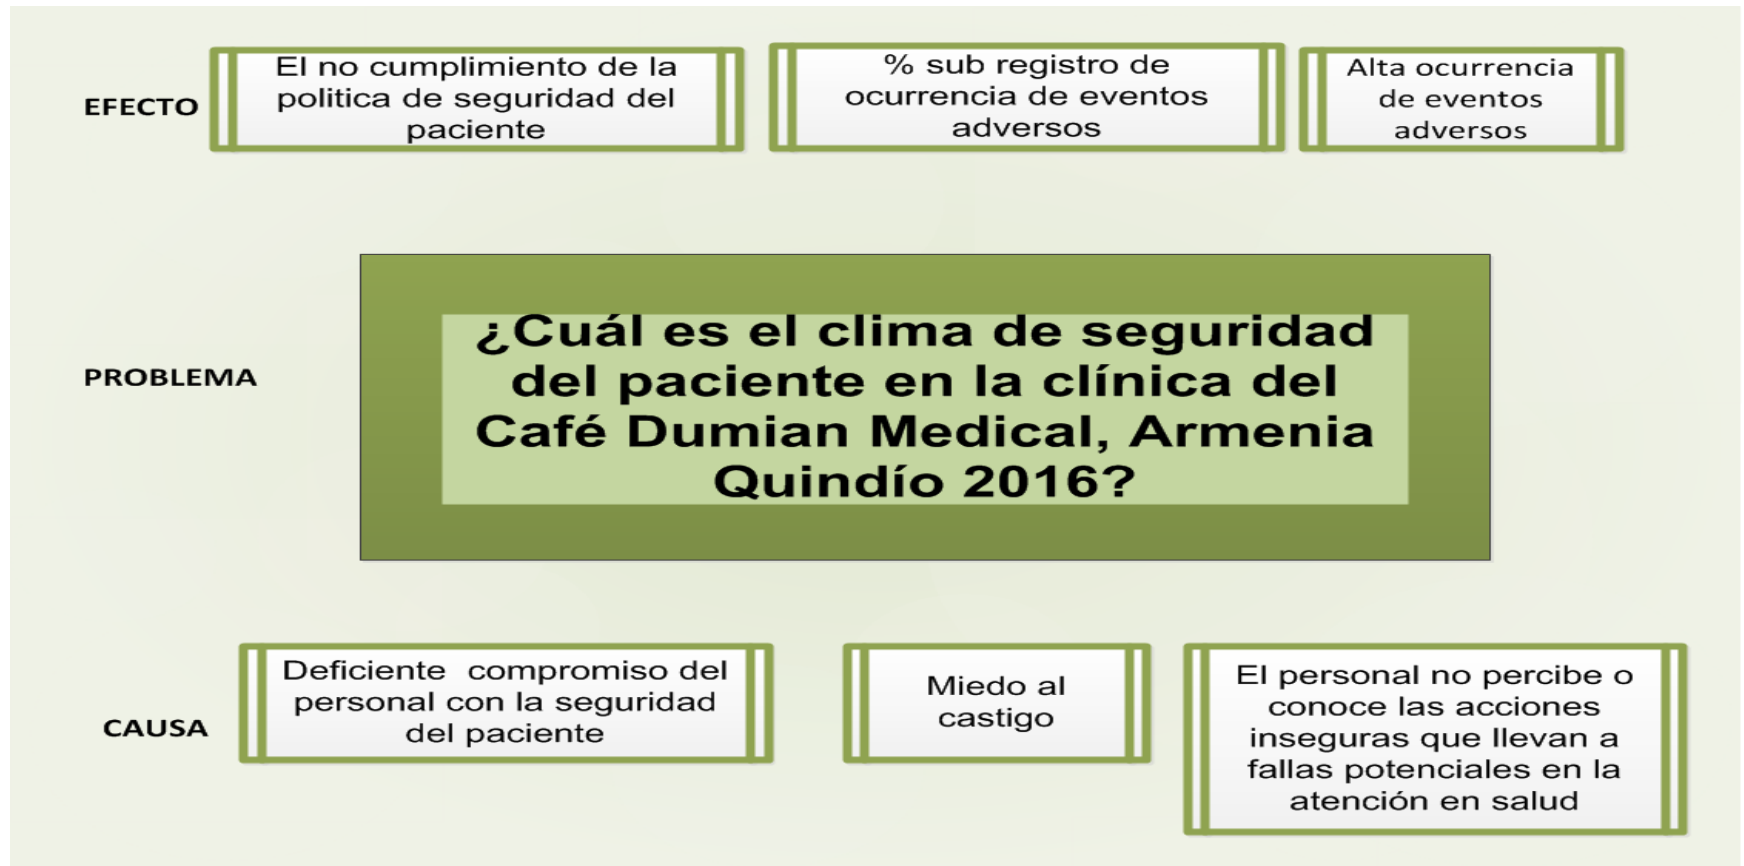 EFECTO
El no cumplimiento de la
politica de seguridad del
paciente
% sub registro de
ocurrencia de eventos
adversos
Alta ocurrencia
de eventos
adversos
PROBLEMA
¿Cuál es el clima de seguridad
del paciente en la clínica del
Café Dumian Medical, Armenia
Quindío 2016?
CAUSA
Deficiente compromiso del
personal con la seguridad
del paciente
Miedo al
castigo
El personal no percibe o
conoce las acciones
inseguras que llevan a
fallas potenciales en la
atención en salud